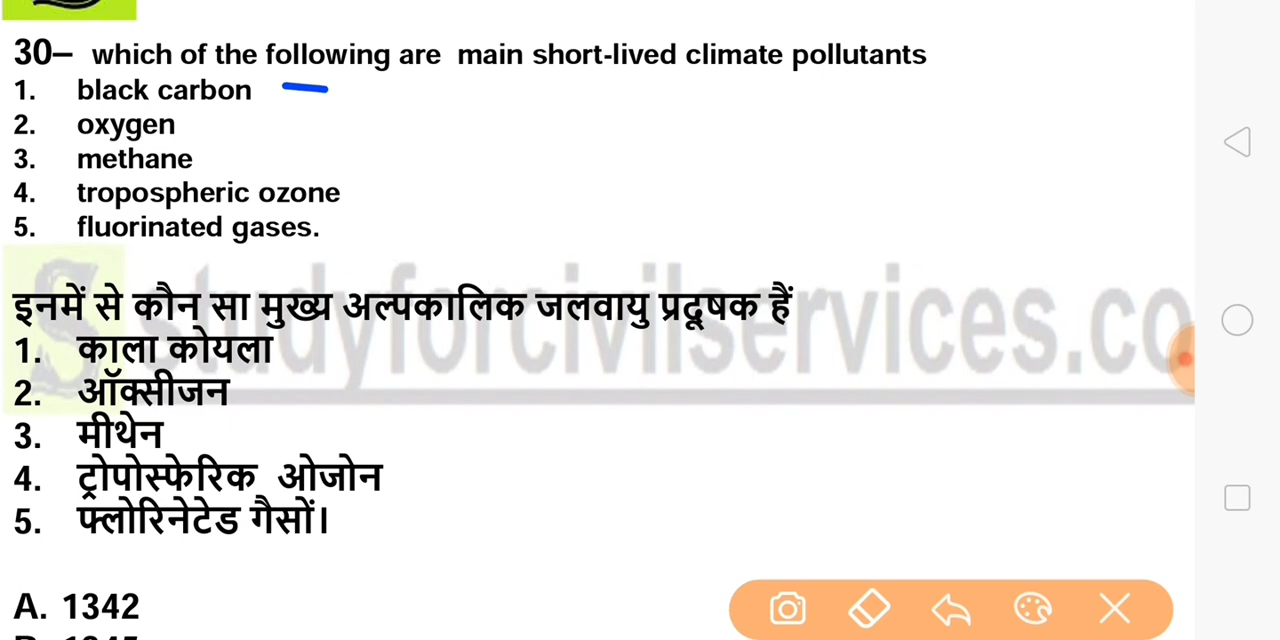 30– which of the following are main short-lived climate pollutants
1. black carbon
2. oxygen
3. methane
4. tropospheric ozone
5. fluorinated gases.
studyforcivilservices.co
इनमें से कौन सा मुख्य अल्पकालिक जलवायु प्रदूषक हैं
1. काला कोयला
2. ऑक्सीजन
3. मीथेन
4. ट्रोपोस्फेरिक ओजोन
5. फ्लोरिनेटेड गैसों।
A. 1342